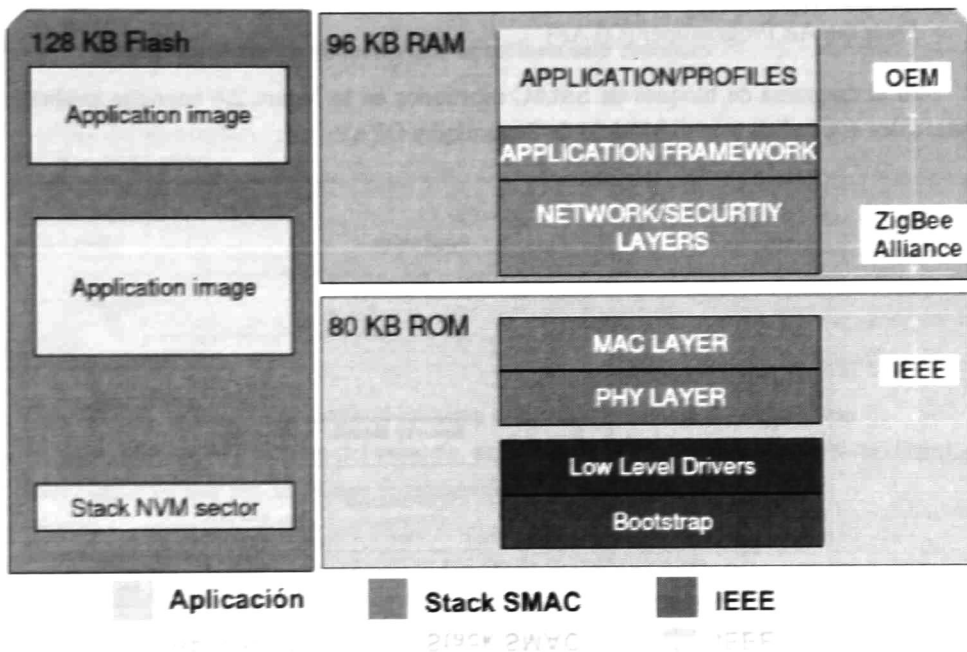 128 KB Flash
Application image
Application image
Stack NVM sector
96 KB RAM
APPLICATION/PROFILES
OEM
APPLICATION FRAMEWORK
NETWORK/SECURTIY
LAYERS
ZigBee
Alliance
80 KB ROM
MAC LAYER
PHY LAYER
IEEE
Low Level Drivers
Bootstrap
Aplicación
Stack SMAC
IEEE